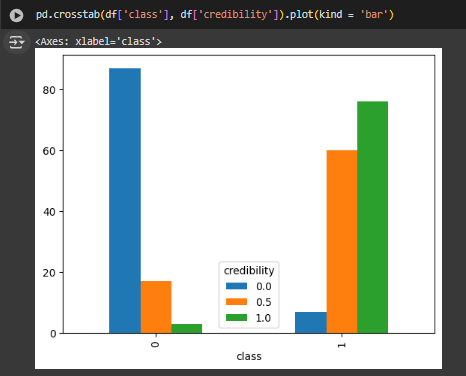 pd.crosstab(df['class'], df['credibility']).plot(kind = 'bar')
<Axes: xlabel='class'>
80
60
40
20
0
credibility
0.0
0.5
1.0
0
1
class